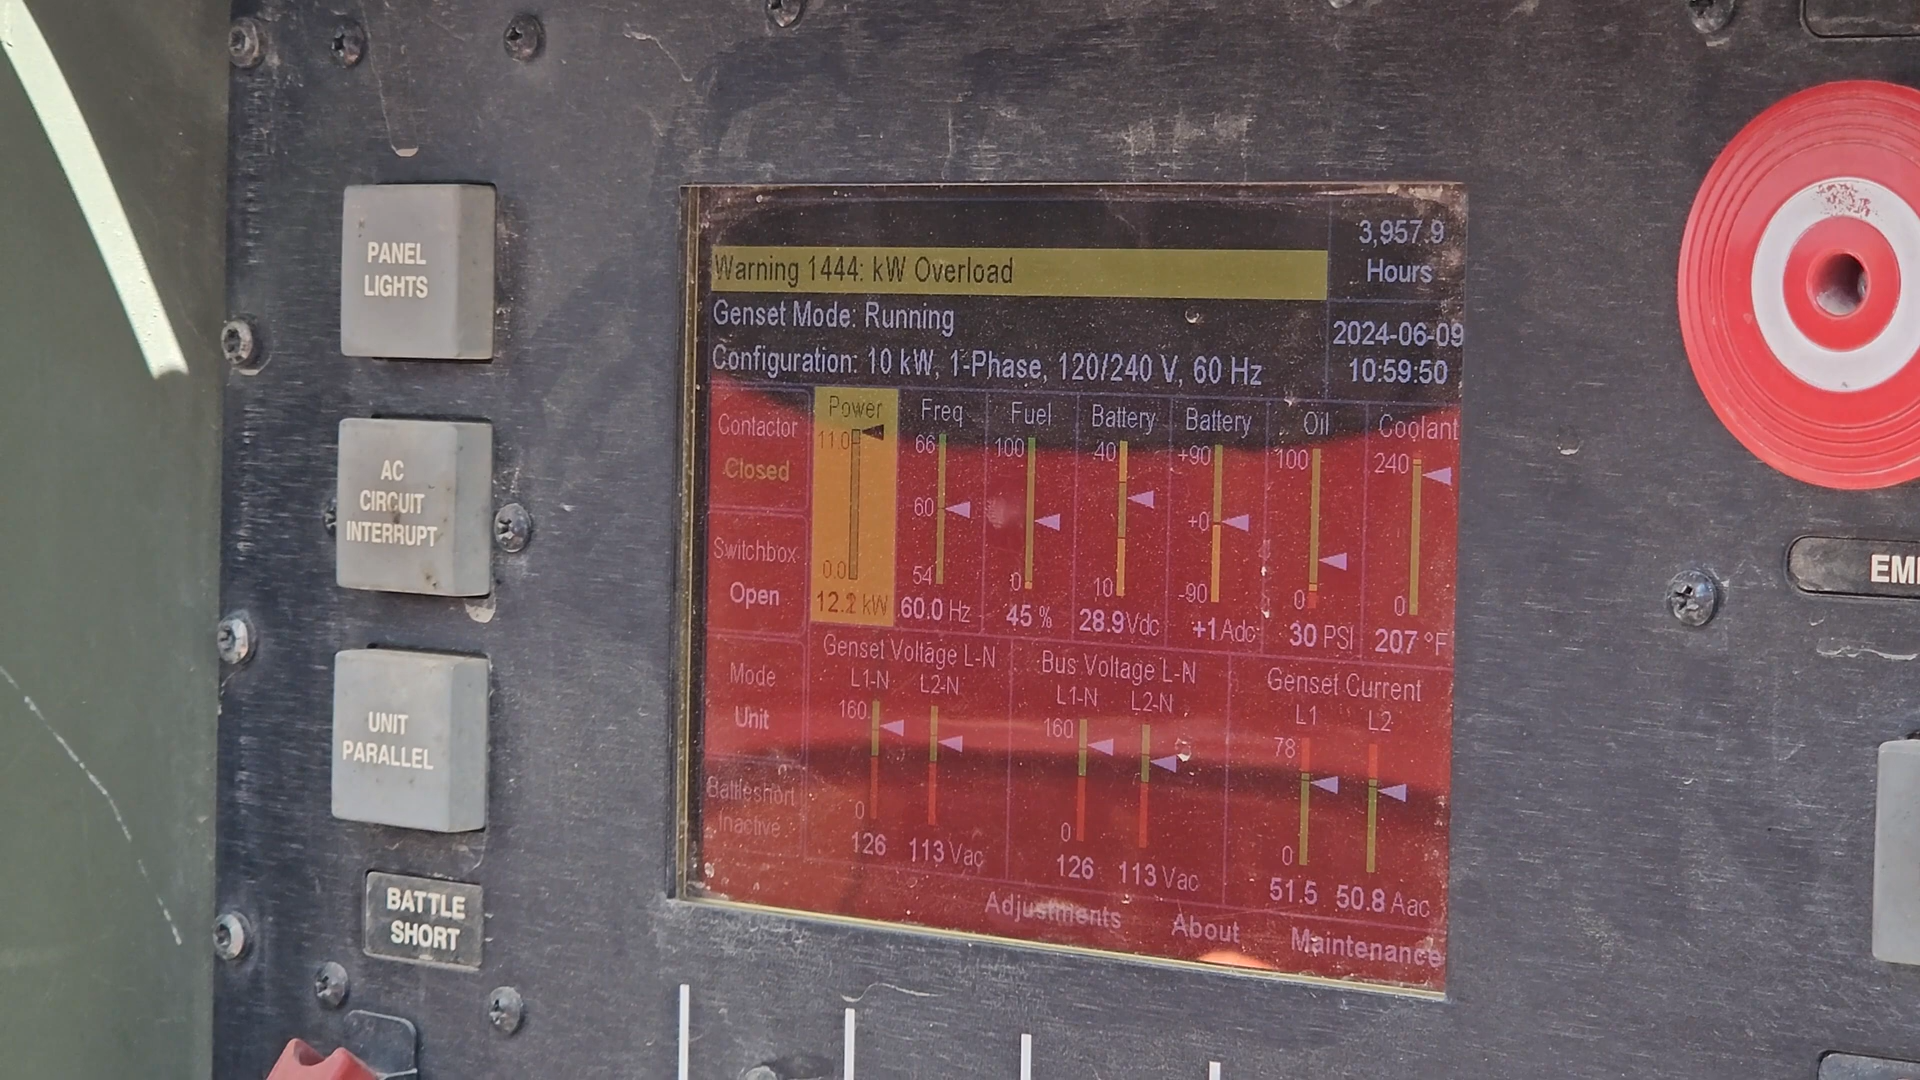 PANEL
LIGHTS
AC
CIRCUIT
INTERRUPT
UNIT
PARALLEL
BATTLE
SHORT
Warning 1444: kW Overload
3,957.9
Hours
Genset Mode: Running
Configuration: 10 kW, 1-Phase, 120/240 V, 60 Hz
2024-06-09
10:59:50
Contactor
Closed
Switchbox
Open
Mode
Unit
Battleshort
Inactive
Power
11.0
0.0
12.2 kW
Freq
66
60
54
60.0 Hz
Fuel
100
0
45 %
Battery
40
10
28.9 Vdc
Battery
+90
+0
-90
+1 Adc
Oil
100
0
30 PSI
Coolant
240
0
207 °F
Genset Voltage L-N
L1-N L2-N
160
0
126 113 Vac
Bus Voltage L-N
L1-N L2-N
160
0
126 113 Vac
Genset Current
L1 L2
78
0
51.5 50.8 Aac
Adjustments About Maintenance